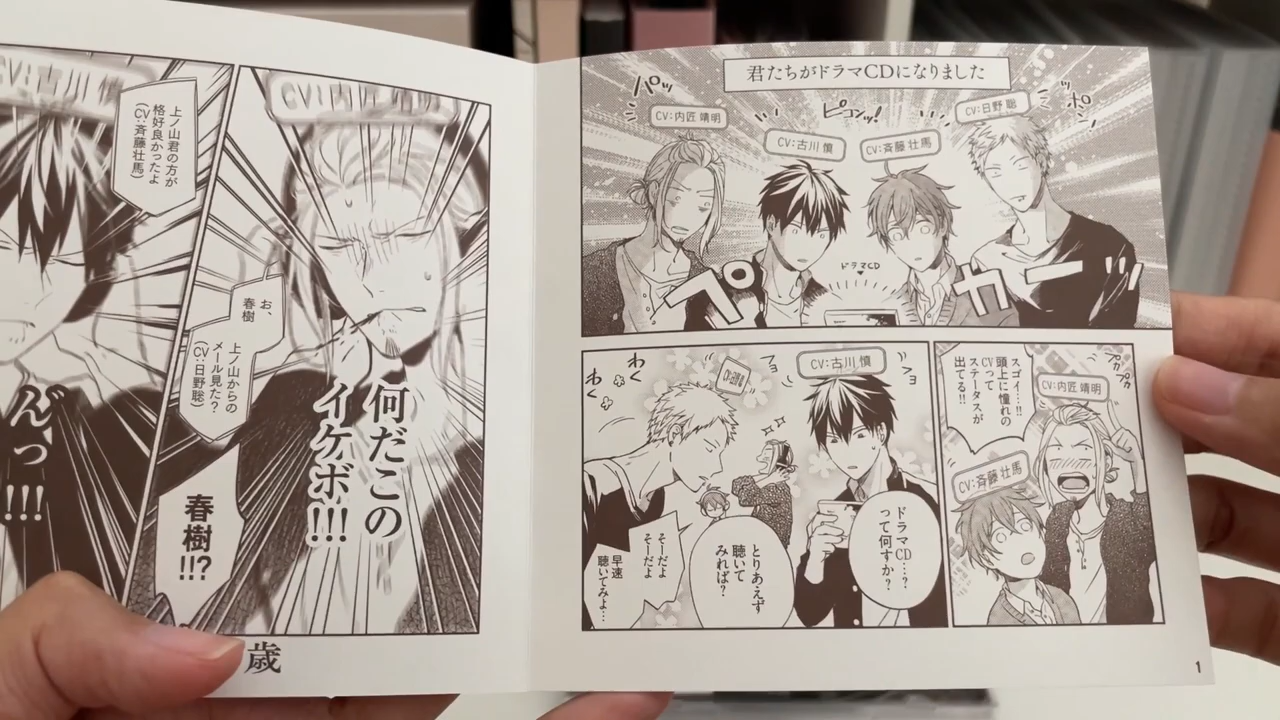 君たちがドラマCDになりました
パッ
ピコンッ!
ポッ
CV:内匠 靖明
CV:古川 慎
CV:斉藤 壮馬
CV:日野 聡
ドラマCD
ペカーッ
プカプカ
スゴイ…!!
頭上に憧れの
CVって
ステータスが
出てる!!
CV:内匠 靖明
CV:斉藤 壮馬
CV:古川 慎
ドラマCD…?
って何すか?
とりあえず
聴いて
みれば?
わく
わく
そーだよ
そーだよ
早速
聴いてみよ…
1
CV:内匠 靖明
何だこの
イケボ!!!
お、
春樹
上ノ山からの
メール見た?
(CV:日野聡)
春樹!!?
CV:古川 慎
上ノ山君の方が
格好良かったよ
(CV:斉藤壮馬)
んっ!!!
歳